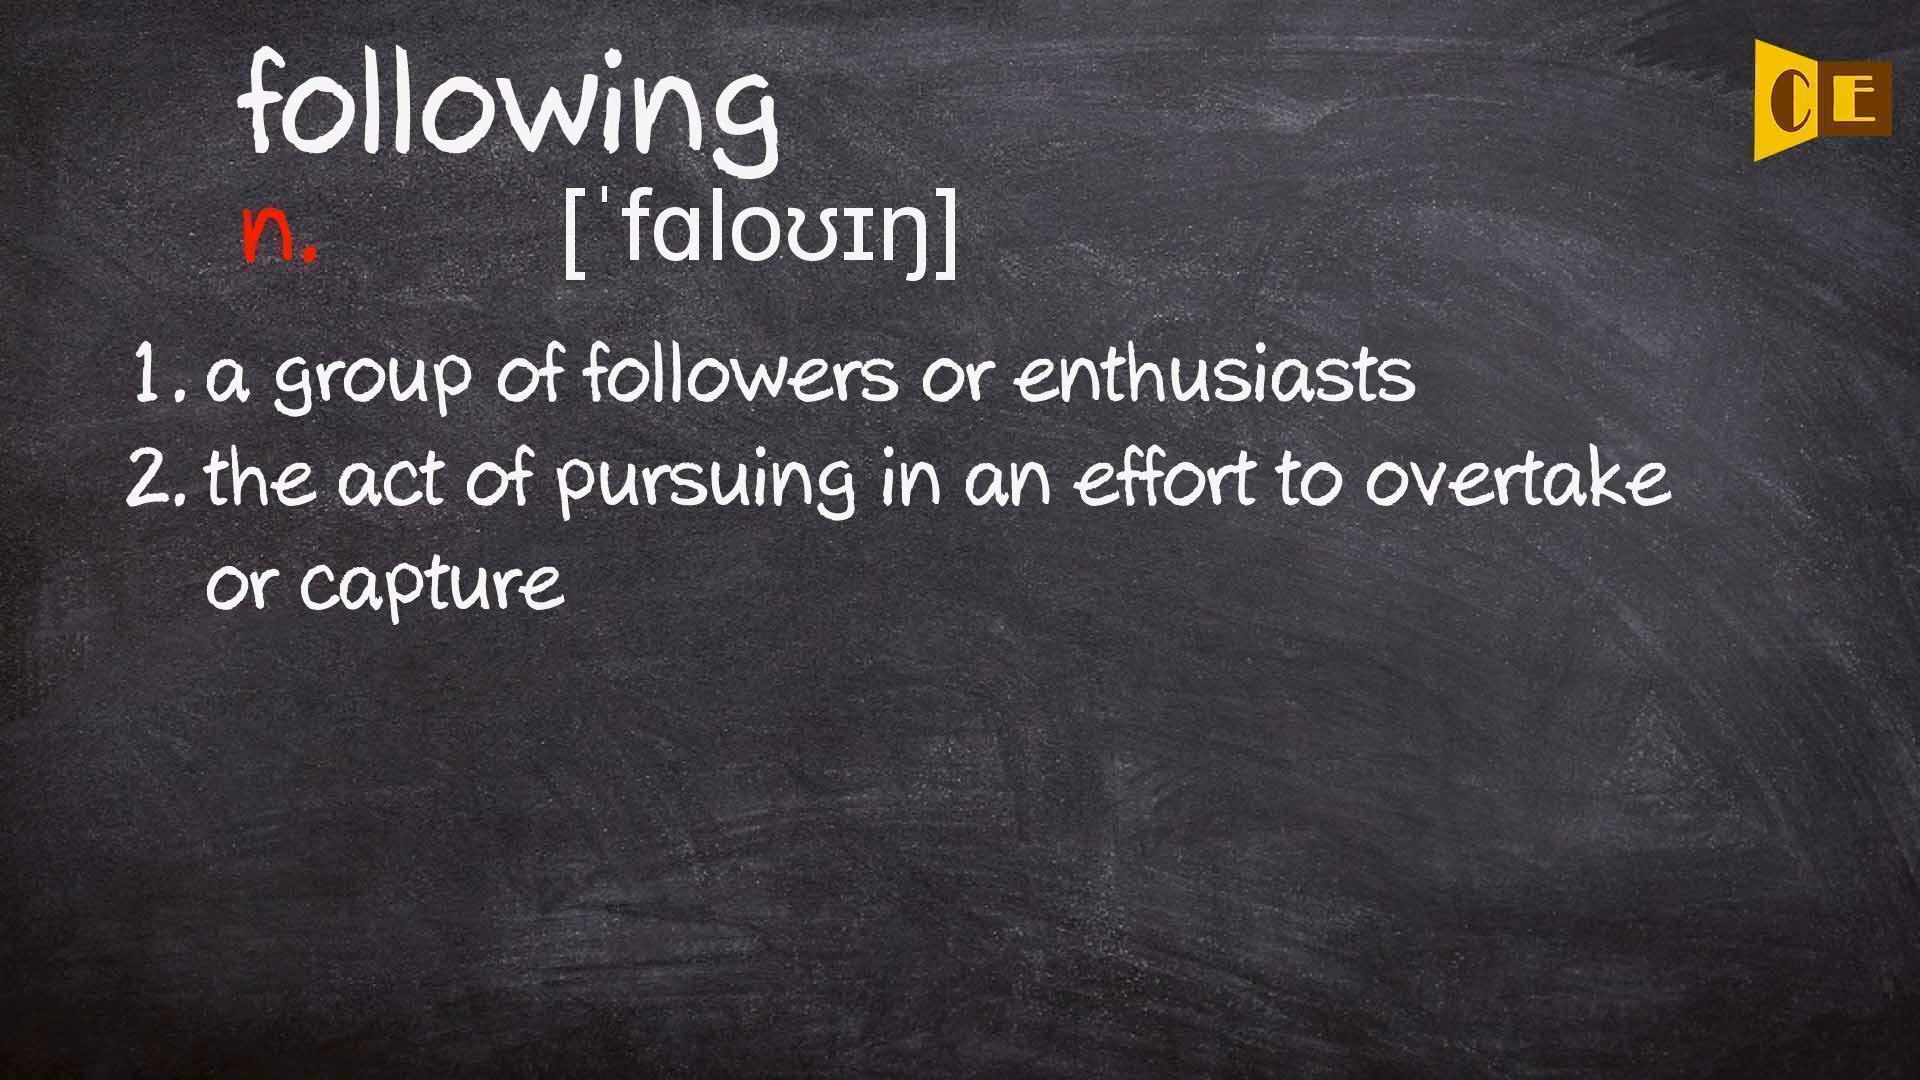 following
n. [ˈfɑloʊɪŋ]
1. a group of followers or enthusiasts
2. the act of pursuing in an effort to overtake
or capture
CE